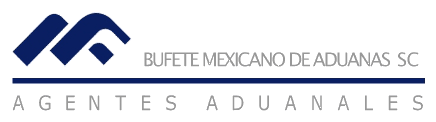 BUFETE MEXICANO DE ADUANAS SC
AGENTES ADUANALES